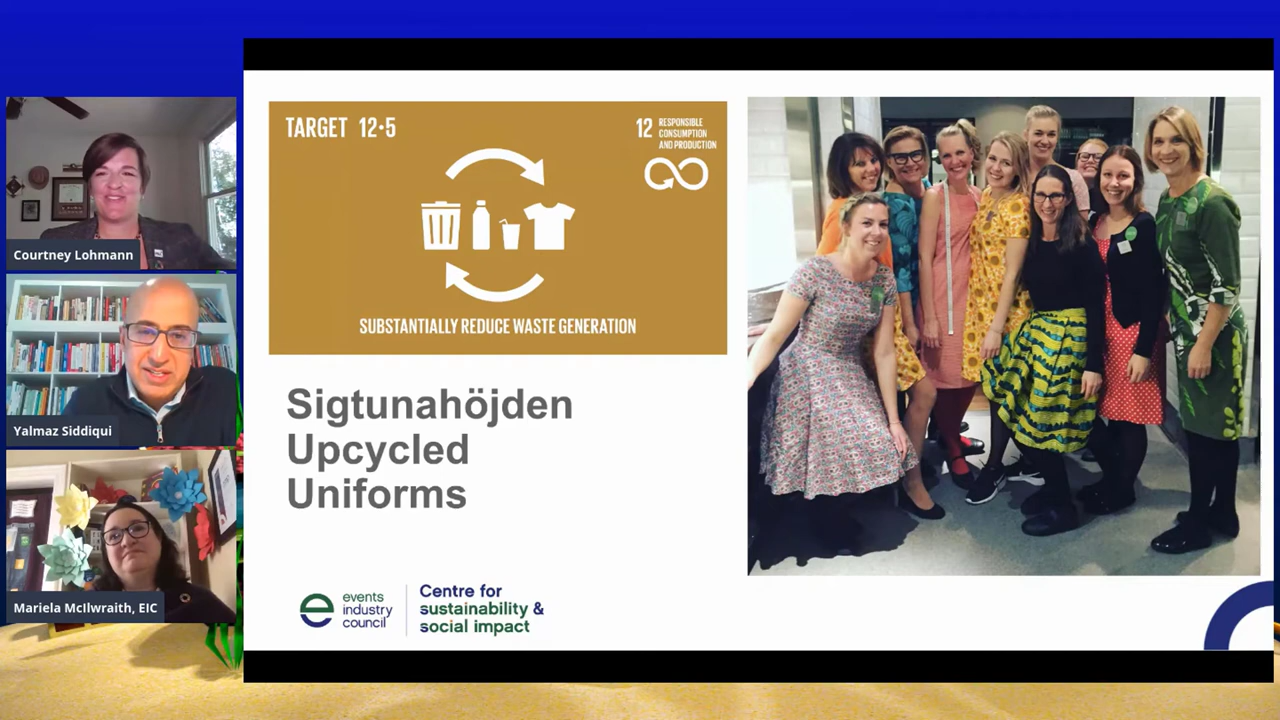 Courtney Lohmann
Yalmaz Siddiqui
Mariela McIlwraith, EIC
TARGET 12·5
12 RESPONSIBLE
CONSUMPTION
AND PRODUCTION
SUBSTANTIALLY REDUCE WASTE GENERATION
Sigtunahöjden
Upcycled
Uniforms
events
industry
council
Centre for
sustainability &
social impact